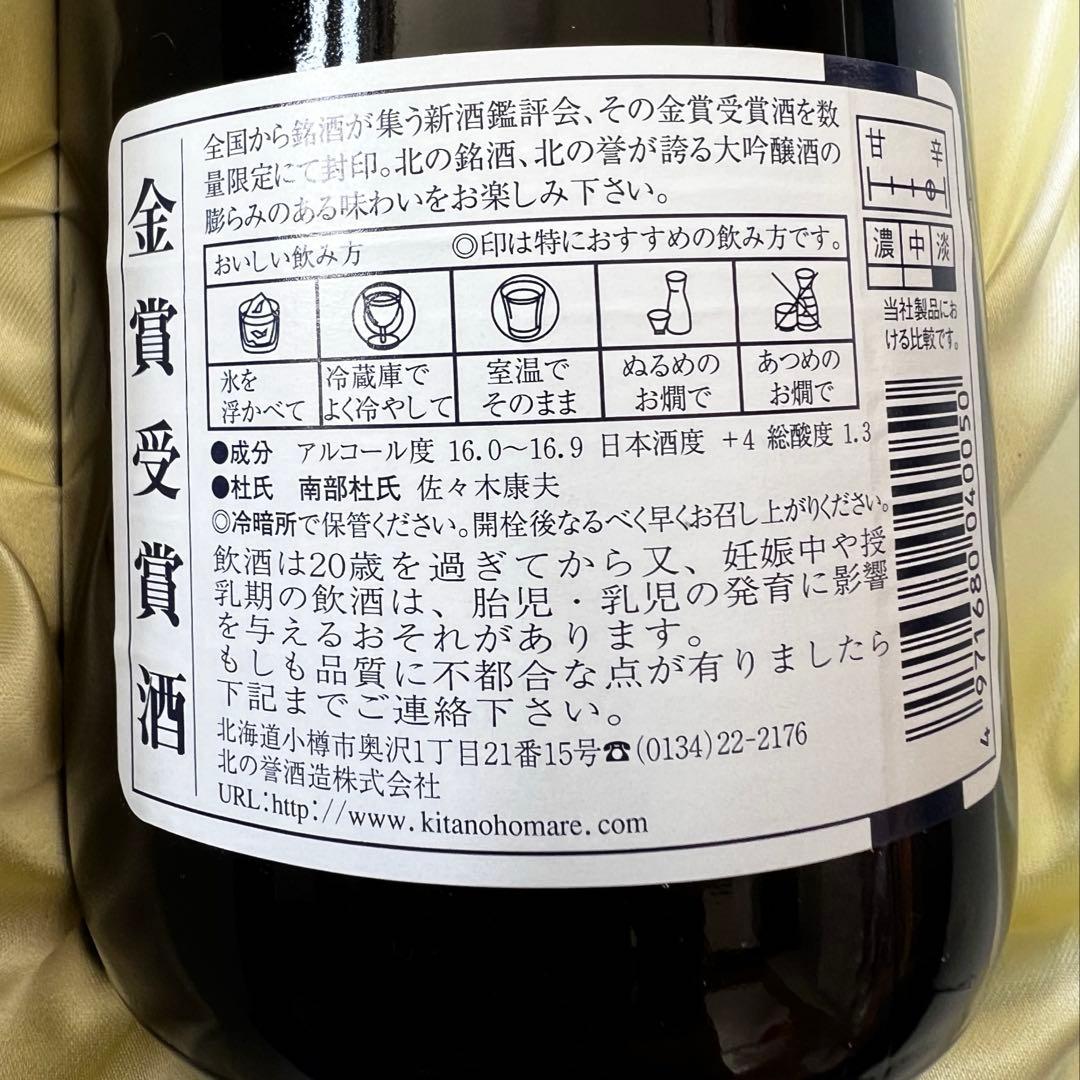 金賞受賞酒
全国から銘酒が集う新酒鑑評会、その金賞受賞酒を数
量限定にて封印。北の銘酒、北の誉が誇る大吟醸酒の
膨らみのある味わいをお楽しみ下さい。
おいしい飲み方 ◎印は特におすすめの飲み方です。
氷を
浮かべて
冷蔵庫で
よく冷やして
室温で
そのまま
ぬるめの
お燗で
あつめの
お燗で
●成分 アルコール度 16.0〜16.9 日本酒度 +4 総酸度 1.3
●杜氏 南部杜氏 佐々木康夫
◎冷暗所で保管ください。開栓後なるべく早くお召し上がりください。
飲酒は20歳を過ぎてから又、妊娠中や授
乳期の飲酒は、胎児・乳児の発育に影響
を与えるおそれがあります。
もしも品質に不都合な点が有りましたら
下記までご連絡下さい。
北海道小樽市奥沢1丁目21番15号☎(0134)22-2176
北の誉酒造株式会社
URL:http://www.kitanohomare.com
甘 辛
濃 中 淡
当社製品にお
ける比較です。
4 971680 040050